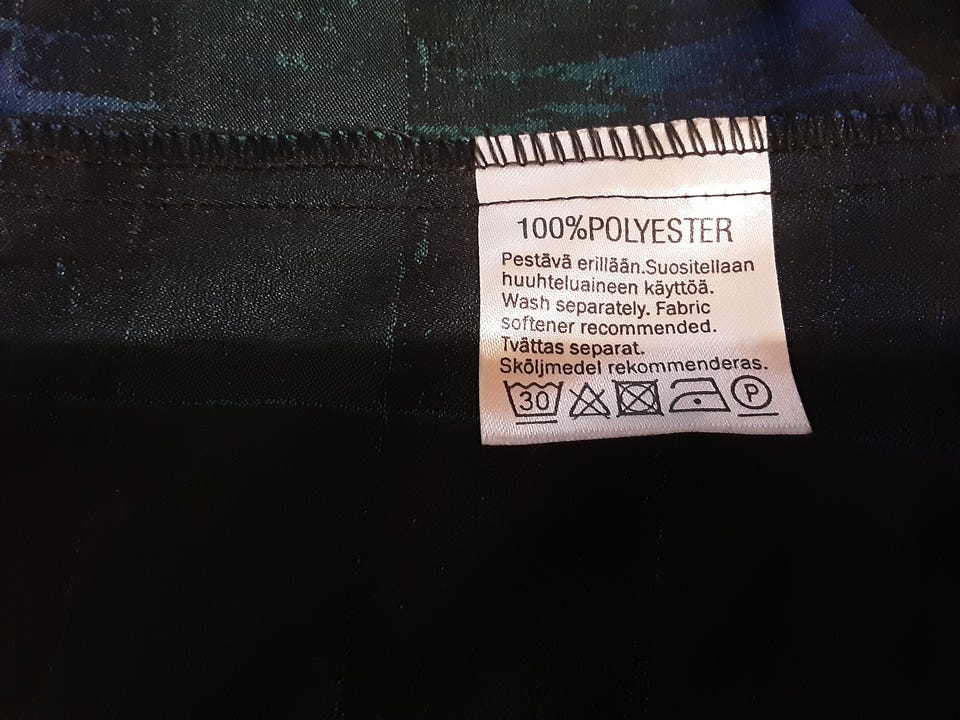 100%POLYESTER
Pestävä erillään.Suositellaan
huuhteluaineen käyttöä.
Wash separately. Fabric
softener recommended.
Tvättas separat.
Sköljmedel rekommenderas.
30 P